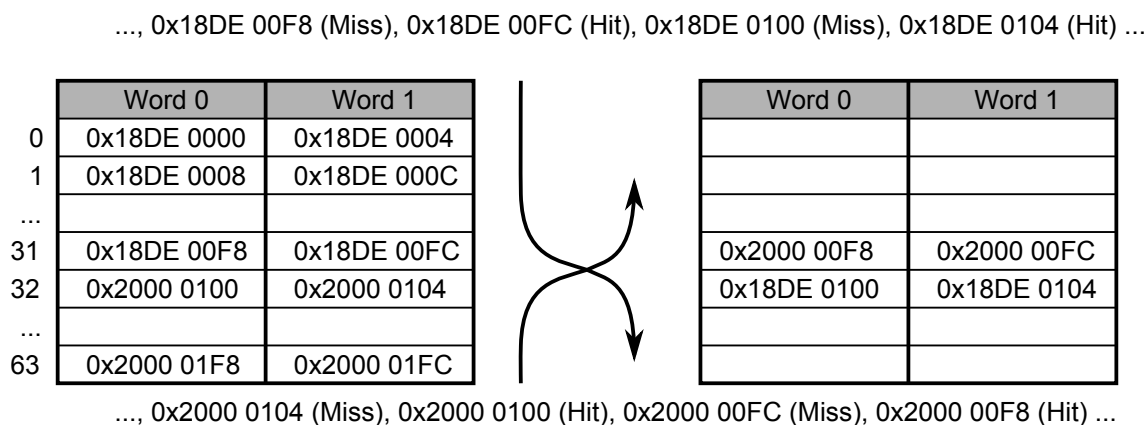 ..., 0x18DE 00F8 (Miss), 0x18DE 00FC (Hit), 0x18DE 0100 (Miss), 0x18DE 0104 (Hit) ...
Word 0 Word 1 Word 0 Word 1
0 0x18DE 0000 0x18DE 0004
1 0x18DE 0008 0x18DE 000C
...
31 0x18DE 00F8 0x18DE 00FC 0x2000 00F8 0x2000 00FC
32 0x2000 0100 0x2000 0104 0x18DE 0100 0x18DE 0104
...
63 0x2000 01F8 0x2000 01FC
..., 0x2000 0104 (Miss), 0x2000 0100 (Hit), 0x2000 00FC (Miss), 0x2000 00F8 (Hit) ...